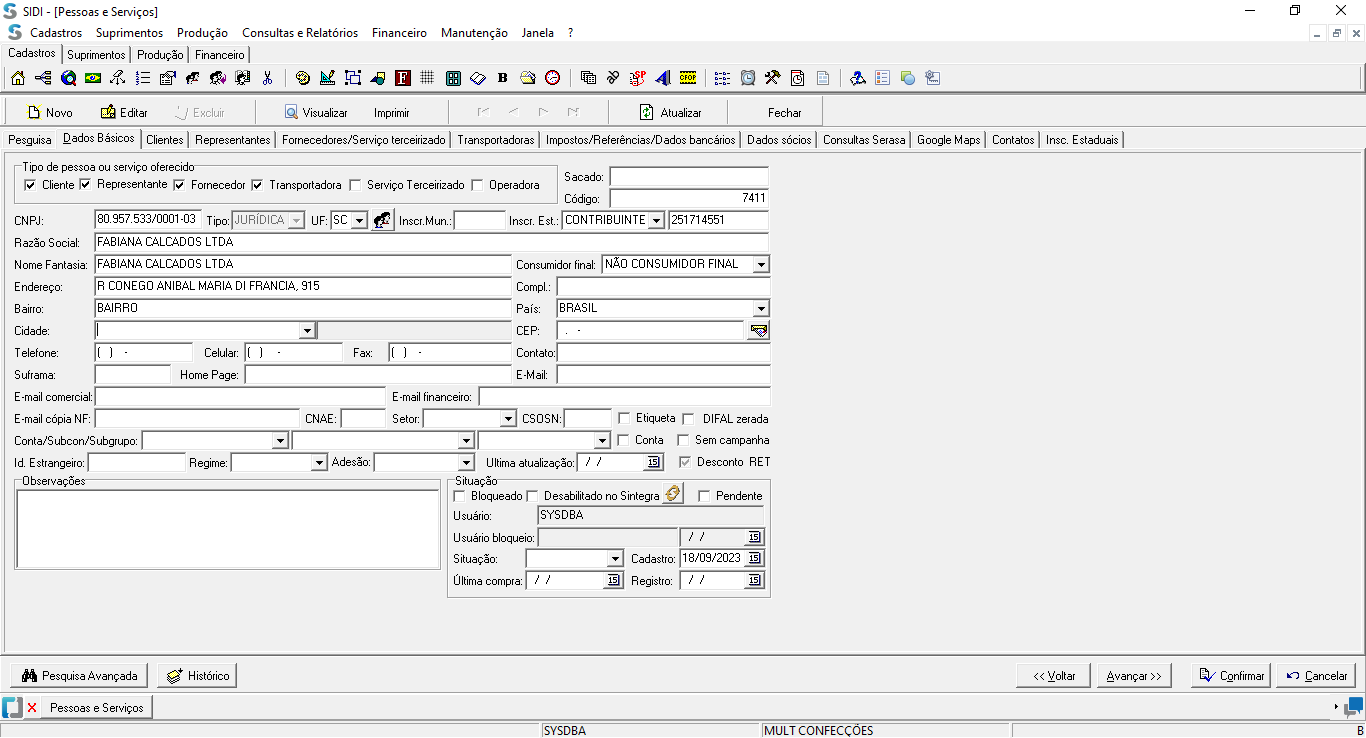 SIDI - [Pessoas e Serviços]
Cadastros Suprimentos Produção Consultas e Relatórios Financeiro Manutenção Janela ?
Cadastros Suprimentos Produção Financeiro
F B SP CFOP
Novo Editar Excluir Visualizar Imprimir Atualizar Fechar
Pesquisa Dados Básicos Clientes Representantes Fornecedores/Serviço terceirizado Transportadoras Impostos/Referências/Dados bancários Dados sócios Consultas Serasa Google Maps Contatos Insc. Estaduais
Tipo de pessoa ou serviço oferecido
Cliente Representante Fornecedor Transportadora Serviço Terceirizado Operadora
Sacado:
Código: 7411
CNPJ: 80.957.533/0001-03 Tipo: JURÍDICA UF: SC Inscr.Mun.: Inscr. Est.: CONTRIBUINTE 251714551
Razão Social: FABIANA CALCADOS LTDA
Nome Fantasia: FABIANA CALCADOS LTDA Consumidor final: NÃO CONSUMIDOR FINAL
Endereço: R CONEGO ANIBAL MARIA DI FRANCIA, 915 Compl.:
Bairro: BAIRRO País: BRASIL
Cidade: CEP: . -
Telefone: ( ) - Celular: ( ) - Fax: ( ) - Contato:
Suframa: Home Page: E-Mail:
E-mail comercial: E-mail financeiro:
E-mail cópia NF: CNAE: Setor: CSOSN: Etiqueta DIFAL zerada
Conta/Subcon/Subgrupo: Conta Sem campanha
Id. Estrangeiro: Regime: Adesão: Ultima atualização: / / 15 Desconto RET
Observações
Situação
Bloqueado Desabilitado no Sintegra Pendente
Usuário: SYSDBA
Usuário bloqueio: / / 15
Situação: Cadastro: 18/09/2023 15
Última compra: / / 15 Registro: / / 15
Pesquisa Avançada Histórico << Voltar Avançar >> Confirmar Cancelar
Pessoas e Serviços
SYSDBA MULT CONFECÇÕES B